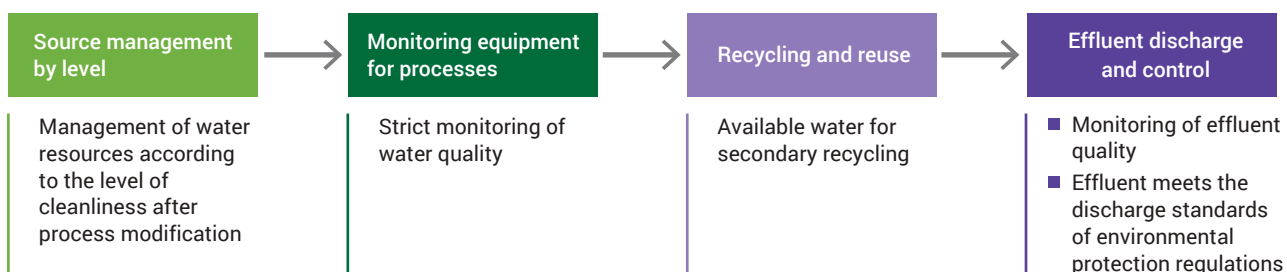 Source management
by level
Monitoring equipment
for processes
Recycling and reuse
Effluent discharge
and control
Management of water
resources according
to the level of
cleanliness after
process modification
Strict monitoring of
water quality
Available water for
secondary recycling
Monitoring of effluent
quality
Effluent meets the
discharge standards
of environmental
protection regulations